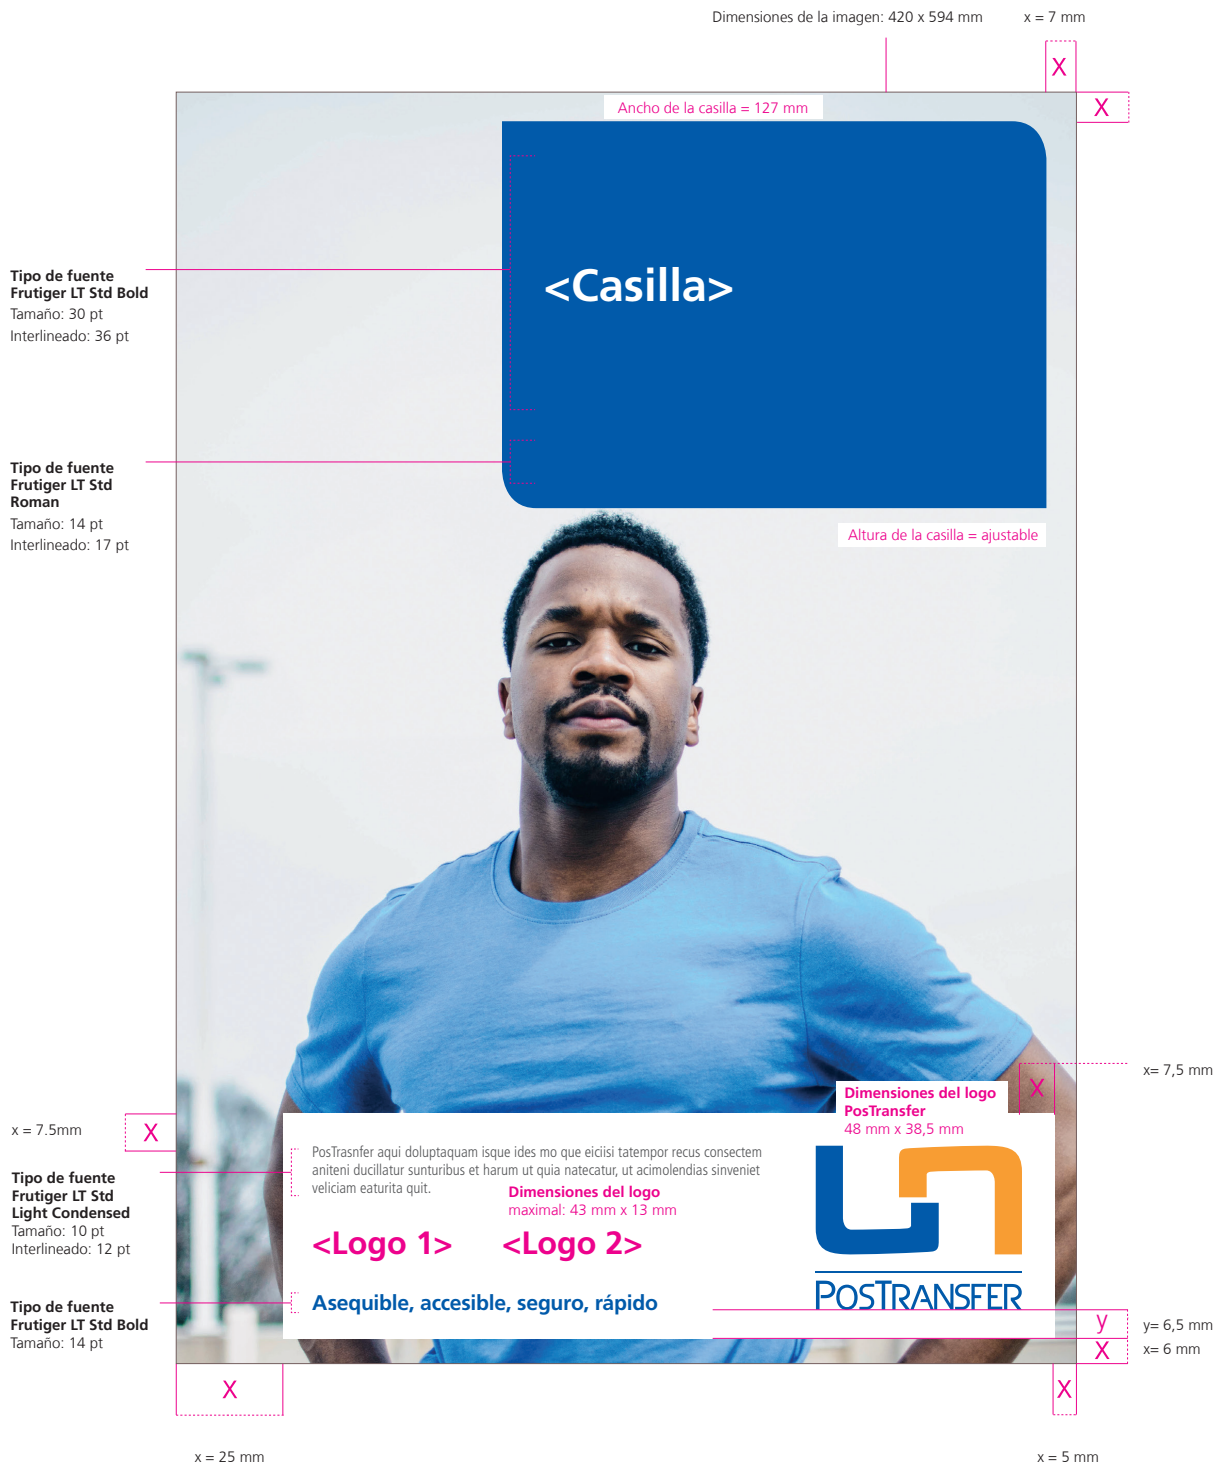 Dimensiones de la imagen: 420 x 594 mm
x = 7 mm
X
X
Ancho de la casilla = 127 mm
Tipo de fuente
Frutiger LT Std Bold
Tamaño: 30 pt
Interlineado: 36 pt
<Casilla>
Tipo de fuente
Frutiger LT Std
Roman
Tamaño: 14 pt
Interlineado: 17 pt
Altura de la casilla = ajustable
x= 7,5 mm
X
Dimensiones del logo
PosTransfer
48 mm x 38,5 mm
x = 7.5mm
X
PosTrasnfer aqui doluptaquam isque ides mo que eiciisi tatempor recus consectem
aniteni ducillatur sunturibus et harum ut quia natecatur, ut acimolendias sinveniet
veliciam eaturita quit.
Tipo de fuente
Frutiger LT Std
Light Condensed
Tamaño: 10 pt
Interlineado: 12 pt
Dimensiones del logo
maximal: 43 mm x 13 mm
<Logo 1>
<Logo 2>
POSTRANSFER
Tipo de fuente
Frutiger LT Std Bold
Tamaño: 14 pt
Asequible, accesible, seguro, rápido
y
y= 6,5 mm
X
x= 6 mm
X
X
x = 25 mm
x = 5 mm